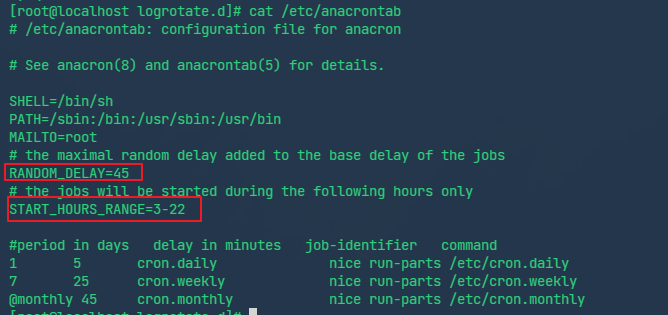 [root@localhost logrotate.d]# cat /etc/anacrontab
# /etc/anacrontab: configuration file for anacron

# See anacron(8) and anacrontab(5) for details.

SHELL=/bin/sh
PATH=/sbin:/bin:/usr/sbin:/usr/bin
MAILTO=root
# the maximal random delay added to the base delay of the jobs
RANDOM_DELAY=45
# the jobs will be started during the following hours only
START_HOURS_RANGE=3-22

#period in days   delay in minutes   job-identifier   command
1       5       cron.daily              nice run-parts /etc/cron.daily
7       25      cron.weekly             nice run-parts /etc/cron.weekly
@monthly 45     cron.monthly            nice run-parts /etc/cron.monthly
[root@localhost logrotate.d]#